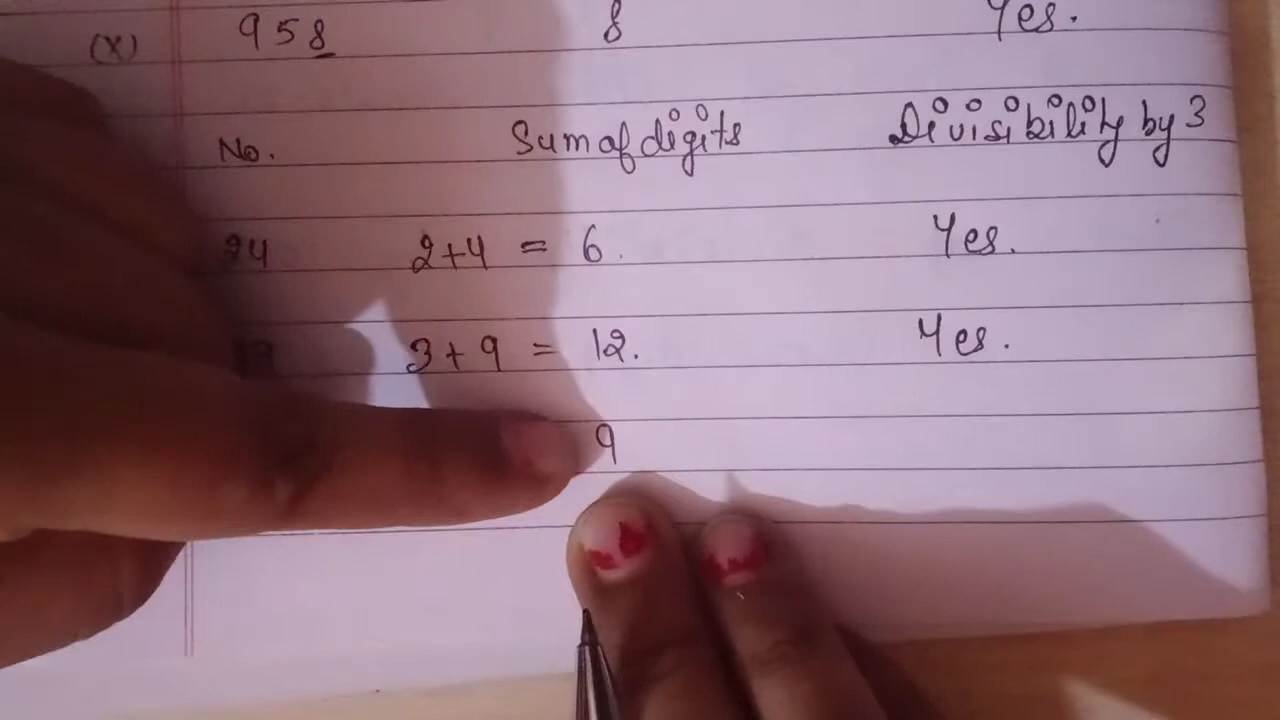 (X) 958 8 Yes.
No. Sum of digits Divisibility by 3
24 2+4 = 6. Yes.
3+9 = 12. Yes.
9